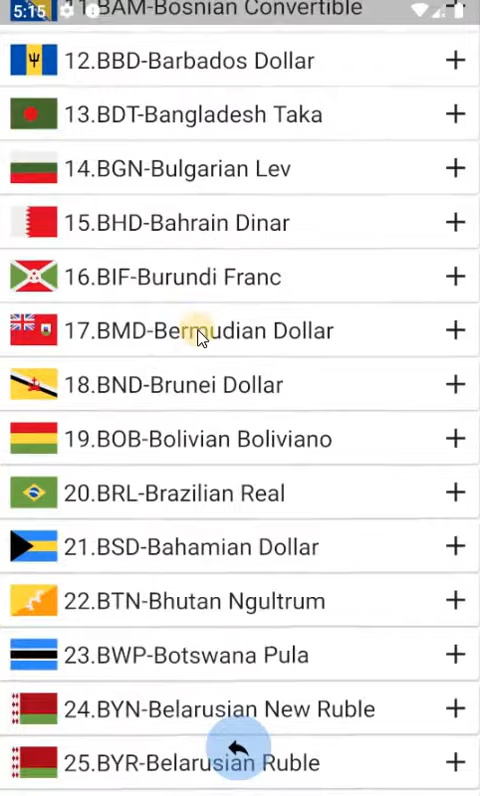 5:15
11.BAM-Bosnian Convertible
12.BBD-Barbados Dollar
13.BDT-Bangladesh Taka
14.BGN-Bulgarian Lev
15.BHD-Bahrain Dinar
16.BIF-Burundi Franc
17.BMD-Bermudian Dollar
18.BND-Brunei Dollar
19.BOB-Bolivian Boliviano
20.BRL-Brazilian Real
21.BSD-Bahamian Dollar
22.BTN-Bhutan Ngultrum
23.BWP-Botswana Pula
24.BYN-Belarusian New Ruble
25.BYR-Belarusian Ruble